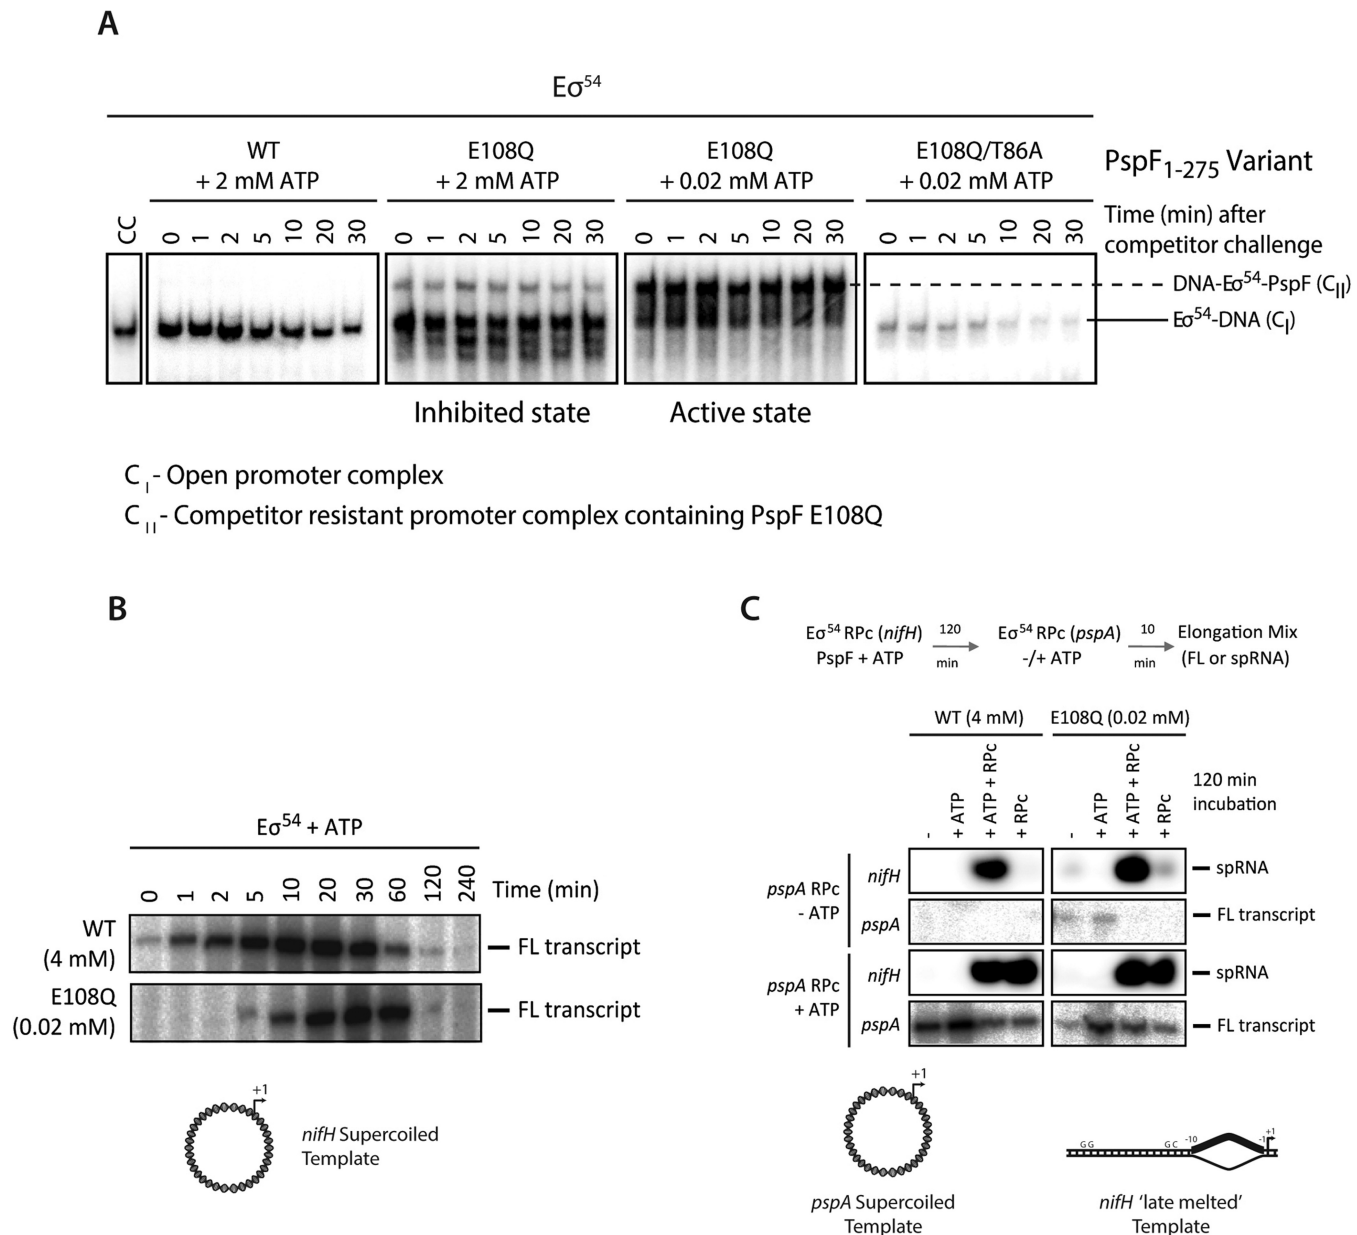 A
Eσ54
WT
+ 2 mM ATP
E108Q
+ 2 mM ATP
E108Q
+ 0.02 mM ATP
E108Q/T86A
+ 0.02 mM ATP
PspF1-275 Variant
CC
0 1 2 5 10 20 30
0 1 2 5 10 20 30
0 1 2 5 10 20 30
0 1 2 5 10 20 30
Time (min) after
competitor challenge
DNA-Eσ54-PspF (CII)
Eσ54-DNA (CI)
Inhibited state
Active state
CI - Open promoter complex
CII - Competitor resistant promoter complex containing PspF E108Q
B
Eσ54 + ATP
0 1 2 5 10 20 30 60 120 240
Time (min)
WT
(4 mM)
FL transcript
E108Q
(0.02 mM)
FL transcript
+1
nifH Supercoiled
Template
C
Eσ54 RPc (nifH)
PspF + ATP
120
min
Eσ54 RPc (pspA)
-/+ ATP
10
min
Elongation Mix
(FL or spRNA)
WT (4 mM)
E108Q (0.02 mM)
- + ATP + ATP + RPc + RPc
- + ATP + ATP + RPc + RPc
120 min
incubation
pspA RPc
- ATP
nifH
spRNA
pspA
FL transcript
pspA RPc
+ ATP
nifH
spRNA
pspA
FL transcript
+1
pspA Supercoiled
Template
G G
G C
-10
-1
+1
nifH 'late melted'
Template